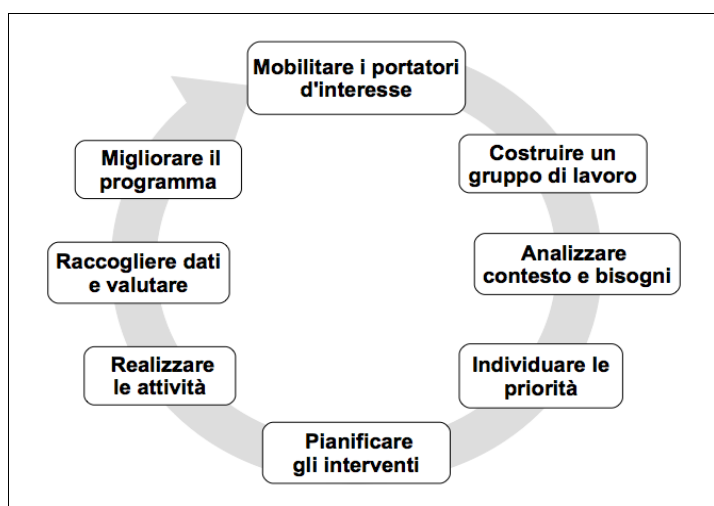 Mobilitare i portatori
d'interesse
Costruire un
gruppo di lavoro
Analizzare
contesto e bisogni
Individuare le
priorità
Pianificare
gli interventi
Realizzare
le attività
Raccogliere dati
e valutare
Migliorare il
programma